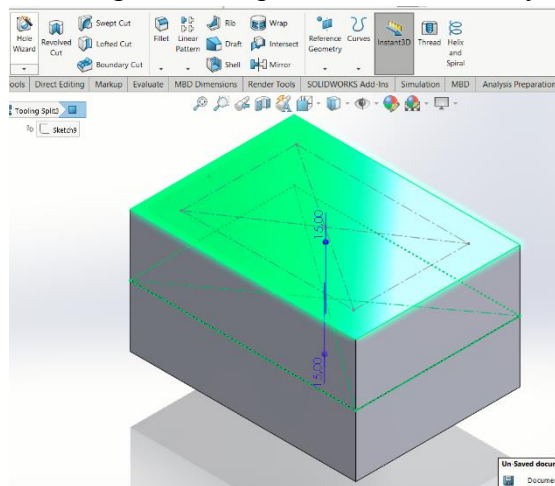 Hole Wizard
Revolved Cut
Swept Cut
Lofted Cut
Boundary Cut
Fillet
Linear Pattern
Rib
Draft
Shell
Wrap
Intersect
Mirror
Reference Geometry
Curves
Instant3D
Thread
Helix and Spiral
ools Direct Editing Markup Evaluate MBD Dimensions Render Tools SOLIDWORKS Add-Ins Simulation MBD Analysis Preparation
Tooling Split3
Sketch9
15,00
15,00
Un-Saved docum
Docume